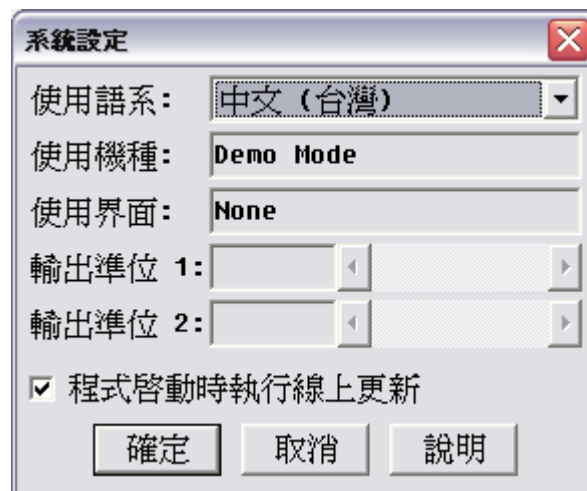 系統設定
使用語系: 中文 (台灣)
使用機種: Demo Mode
使用界面: None
輸出準位 1:
輸出準位 2:
程式啓動時執行線上更新
確定 取消 說明